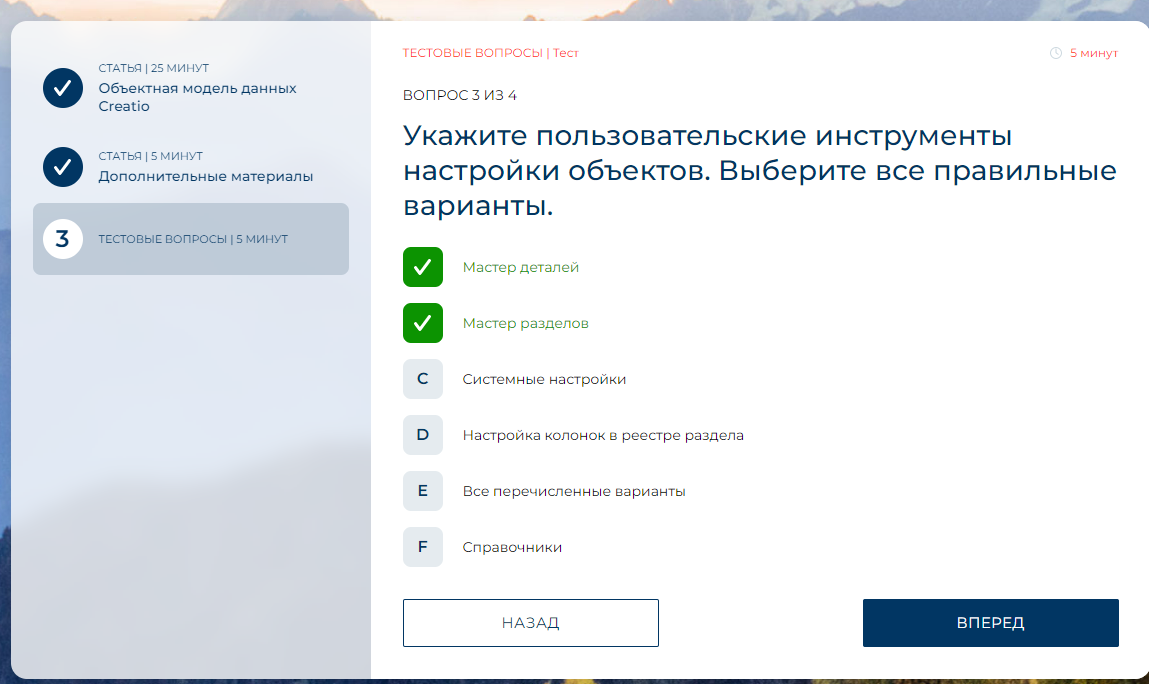 СТАТЬЯ | 25 МИНУТ
Объектная модель данных
Creatio
СТАТЬЯ | 5 МИНУТ
Дополнительные материалы
3
ТЕСТОВЫЕ ВОПРОСЫ | 5 МИНУТ
ТЕСТОВЫЕ ВОПРОСЫ | Тест
5 минут
ВОПРОС 3 ИЗ 4
Укажите пользовательские инструменты
настройки объектов. Выберите все правильные
варианты.
Мастер деталей
Мастер разделов
C Системные настройки
D Настройка колонок в реестре раздела
E Все перечисленные варианты
F Справочники
НАЗАД
ВПЕРЕД